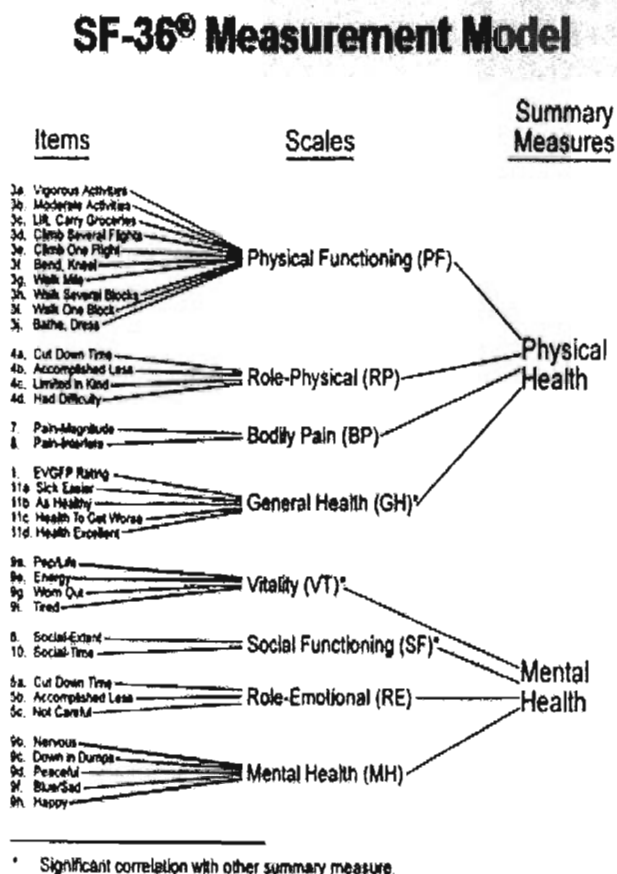 SF-36® Measurement Model
Items
Scales
Summary
Measures
3a. Vigorous Activities
3b. Moderate Activities
3c. Lift, Carry Groceries
3d. Climb Several Flights
3e. Climb One Flight
3f. Bend, Kneel
3g. Walk Mile
3h. Walk Several Blocks
3i. Walk One Block
3j. Bathe, Dress
Physical Functioning (PF)
4a. Cut Down Time
4b. Accomplished Less
4c. Limited in Kind
4d. Had Difficulty
Role-Physical (RP)
7. Pain-Magnitude
8. Pain-Interfere
Bodily Pain (BP)
Physical
Health
1. EVGFP Rating
11a Sick Easier
11b As Healthy
11c Health To Get Worse
11d. Health Excellent
General Health (GH)*
9a. Pep/Life
9e. Energy
9g Worn Out
9i. Tired
Vitality (VT)*
6. Social-Extent
10. Social-Time
Social Functioning (SF)*
5a. Cut Down Time
5b. Accomplished Less
5c. Not Careful
Role-Emotional (RE)
Mental
Health
9b. Nervous
9c. Down in Dumps
9d. Peaceful
9f. Blue/Sad
9h. Happy
Mental Health (MH)
* Significant correlation with other summary measure.